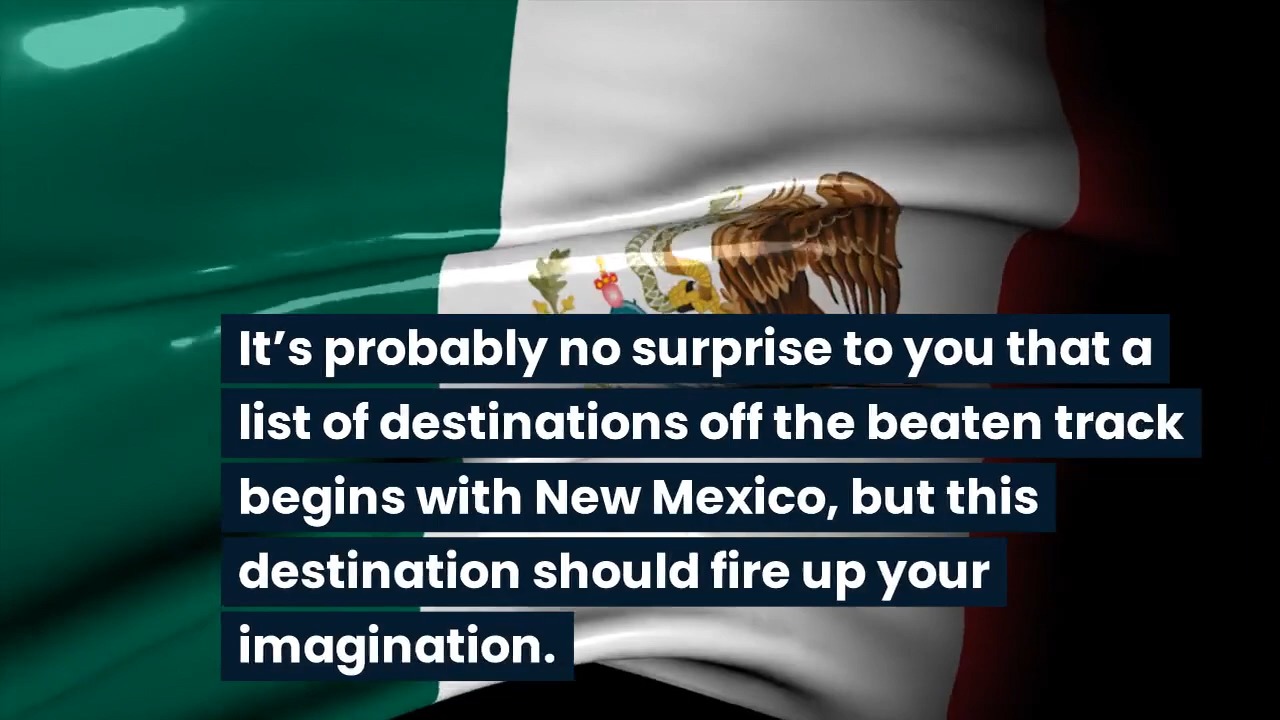 It’s probably no surprise to you that a
list of destinations off the beaten track
begins with New Mexico, but this
destination should fire up your
imagination.